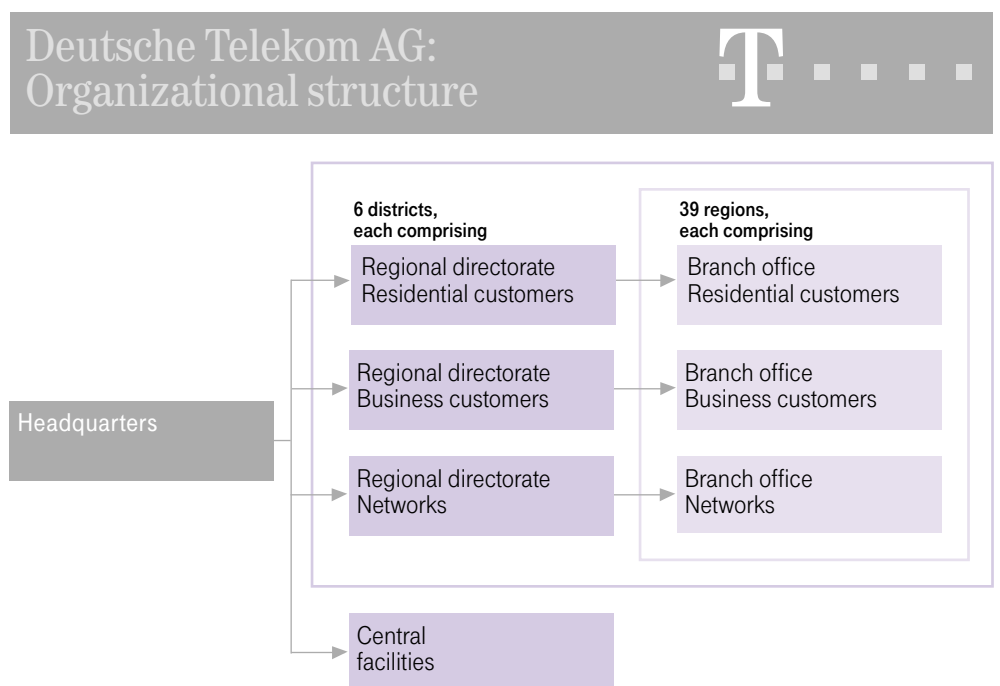 Deutsche Telekom AG:
Organizational structure
T
6 districts,
each comprising
39 regions,
each comprising
Regional directorate
Residential customers
Branch office
Residential customers
Regional directorate
Business customers
Branch office
Business customers
Headquarters
Regional directorate
Networks
Branch office
Networks
Central
facilities